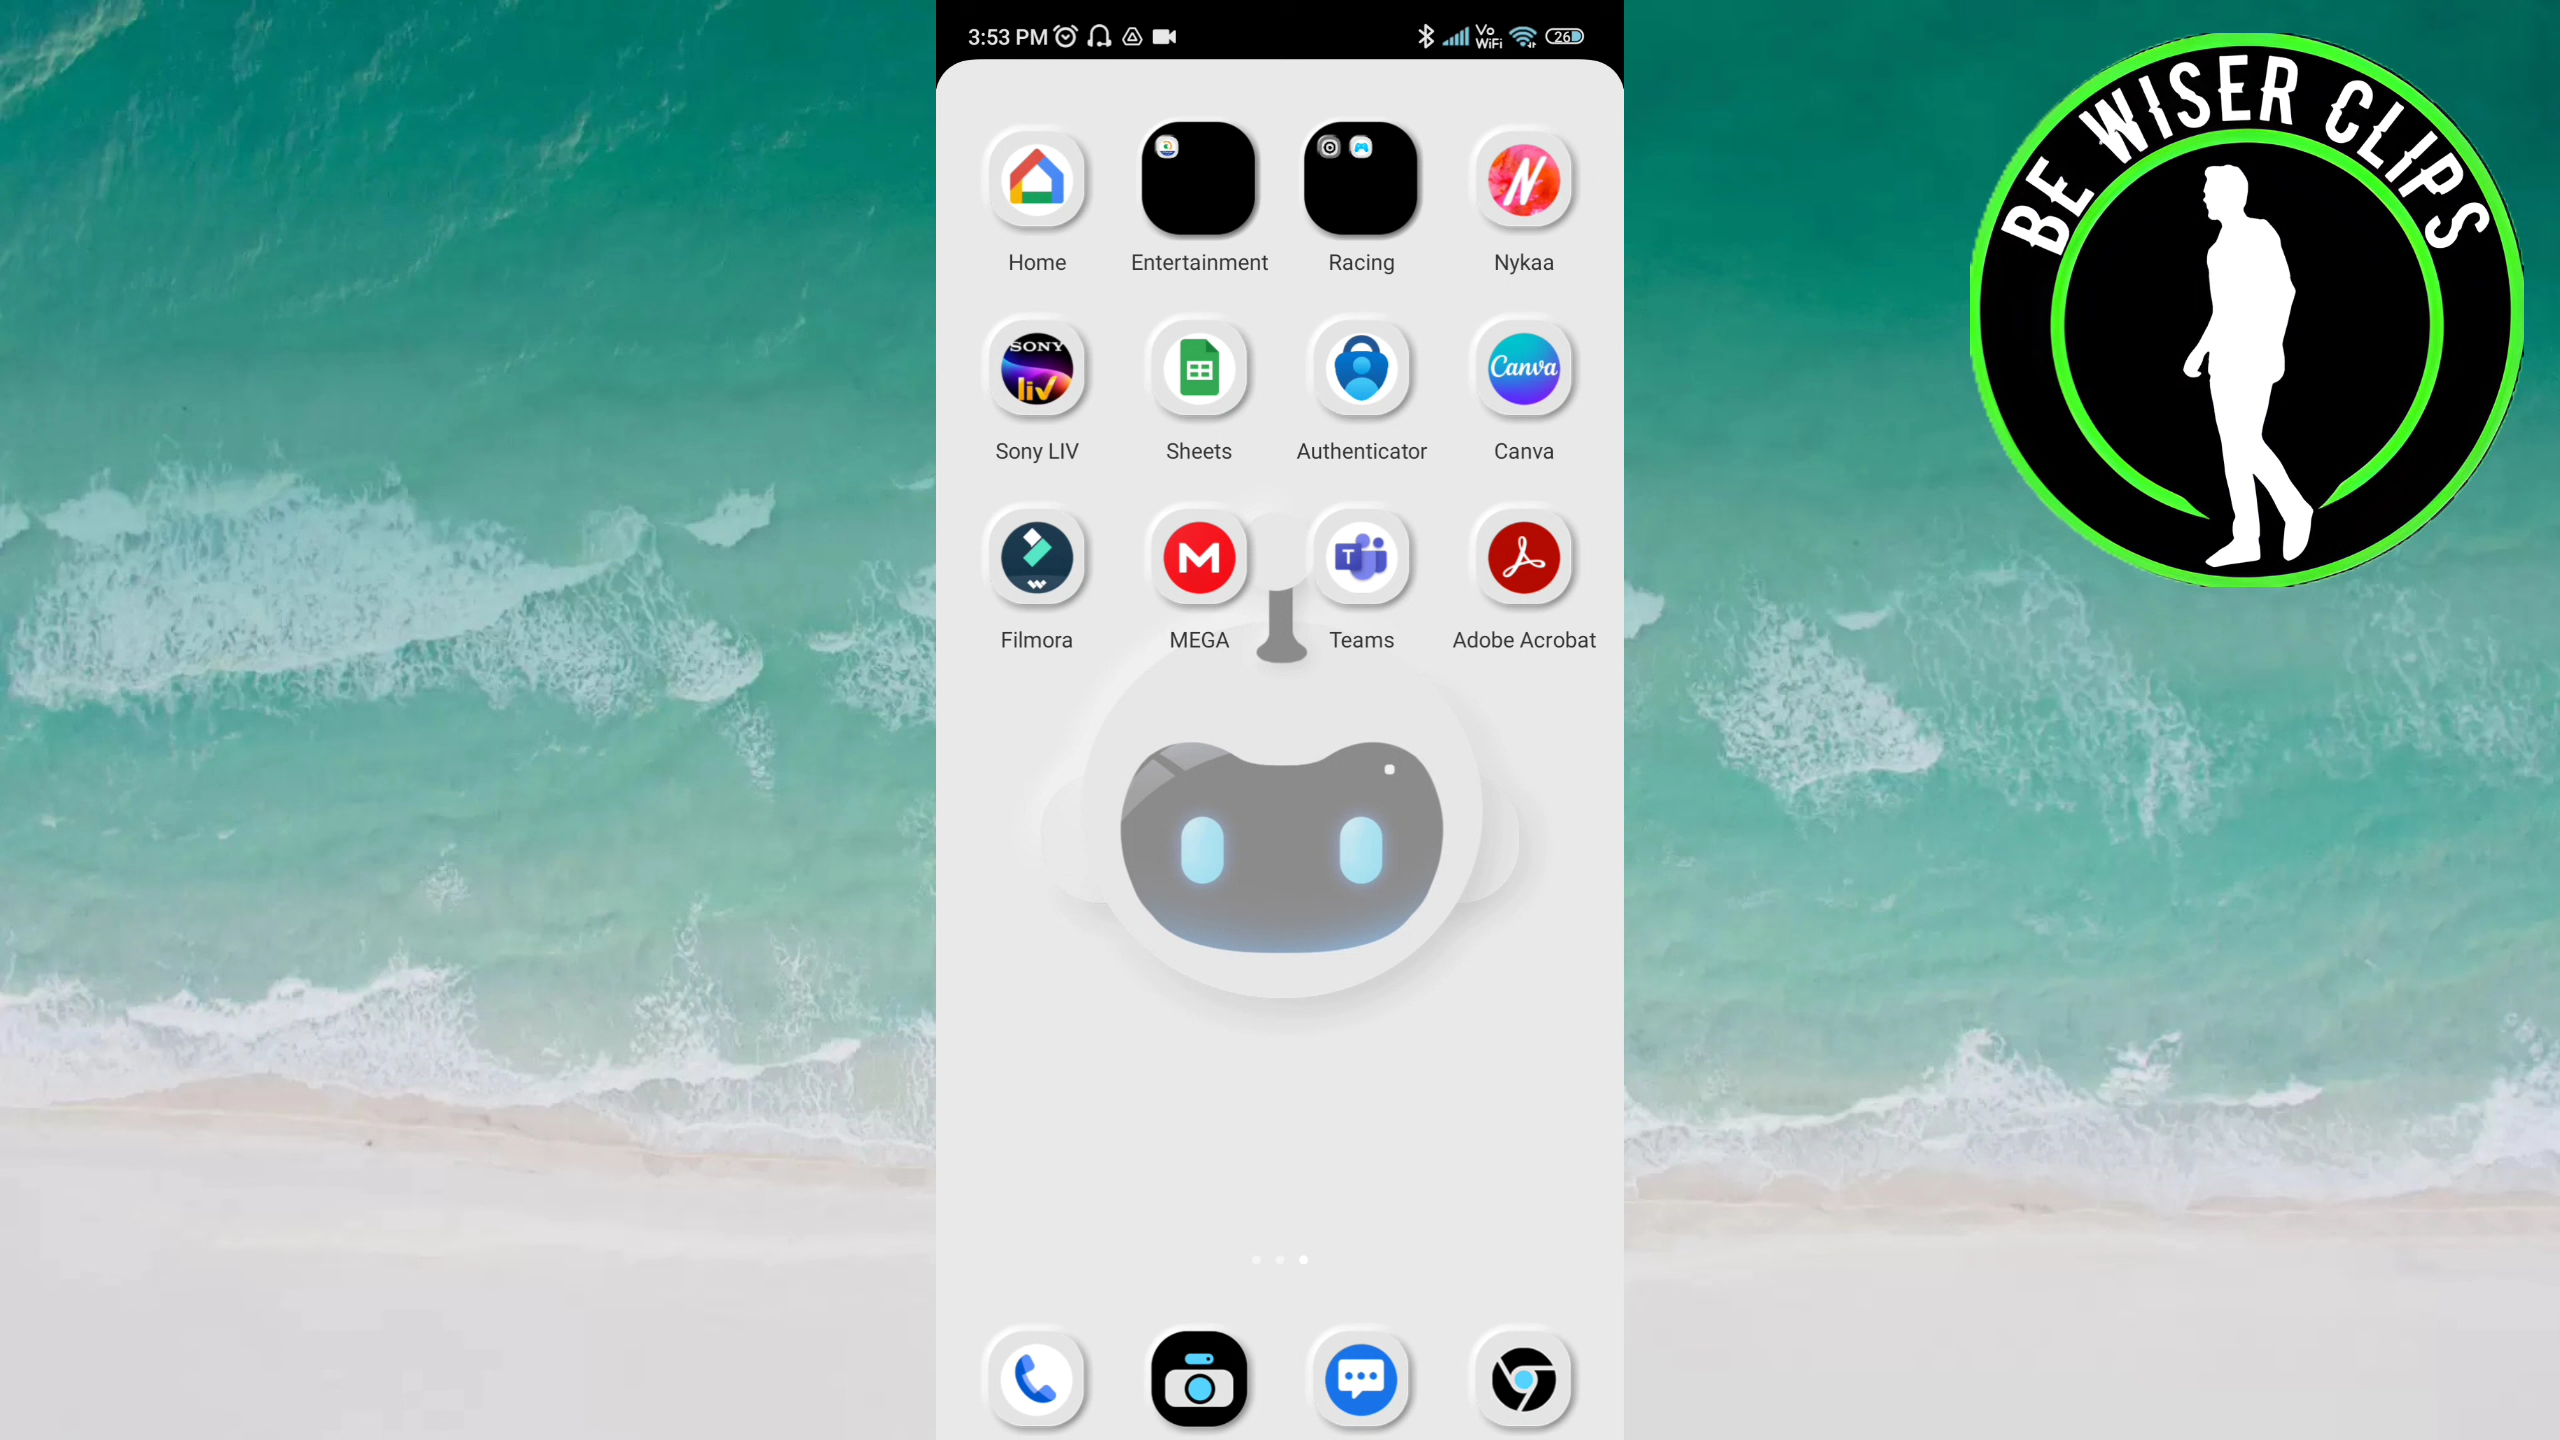 3:53 PM
Vo
WiFi
26
BE WISER CLIPS
Home
Entertainment
Racing
Nykaa
SONY
liv
Canva
Sony LIV
Sheets
Authenticator
Canva
M
T
Filmora
MEGA
Teams
Adobe Acrobat